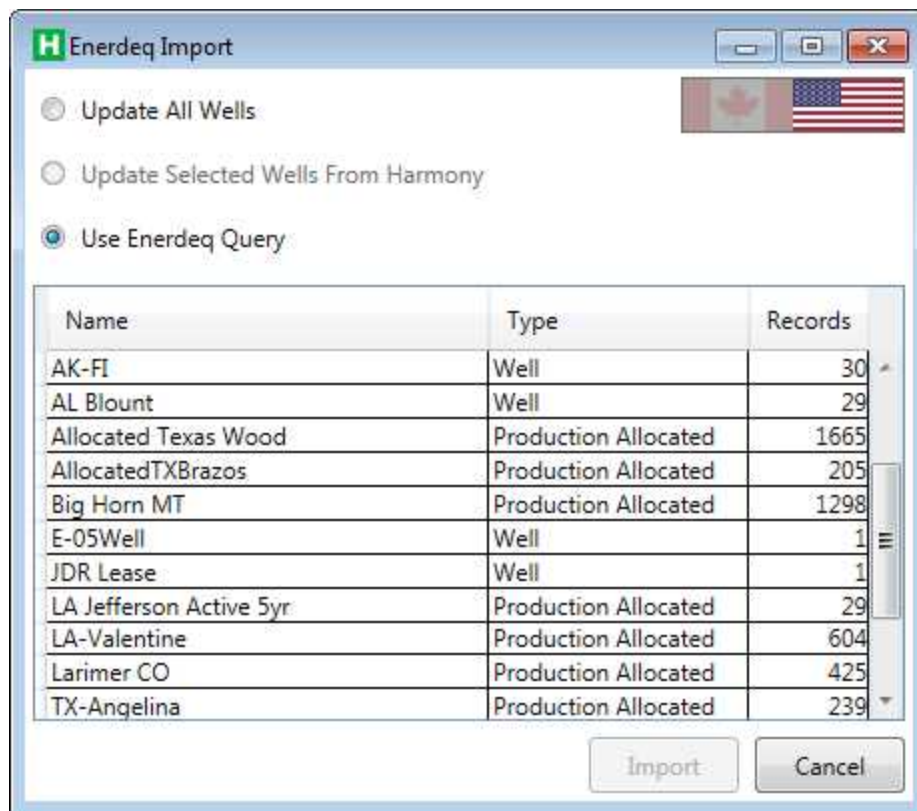 H Enerdeq Import
Update All Wells
Update Selected Wells From Harmony
Use Enerdeq Query
Name Type Records
AK-FI Well 30
AL Blount Well 29
Allocated Texas Wood Production Allocated 1665
AllocatedTXBrazos Production Allocated 205
Big Horn MT Production Allocated 1298
E-05Well Well 1
JDR Lease Well 1
LA Jefferson Active 5yr Production Allocated 29
LA-Valentine Production Allocated 604
Larimer CO Production Allocated 425
TX-Angelina Production Allocated 239
Import Cancel